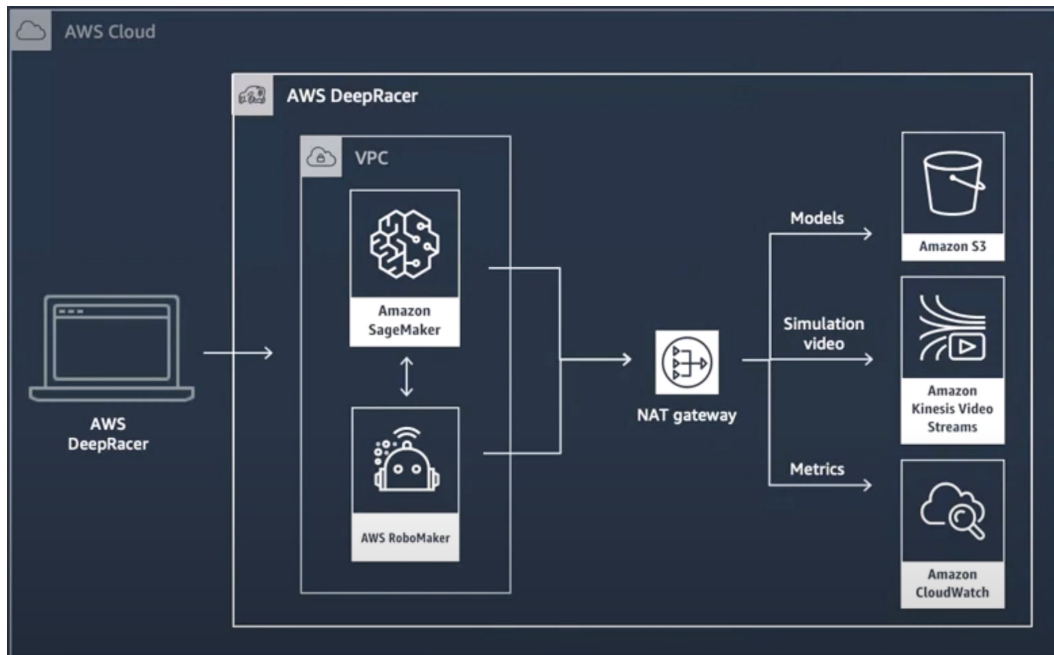 AWS Cloud
AWS DeepRacer
VPC
Amazon
SageMaker
AWS RoboMaker
AWS
DeepRacer
NAT gateway
Models
Simulation
video
Metrics
Amazon S3
Amazon
Kinesis Video
Streams
Amazon
CloudWatch